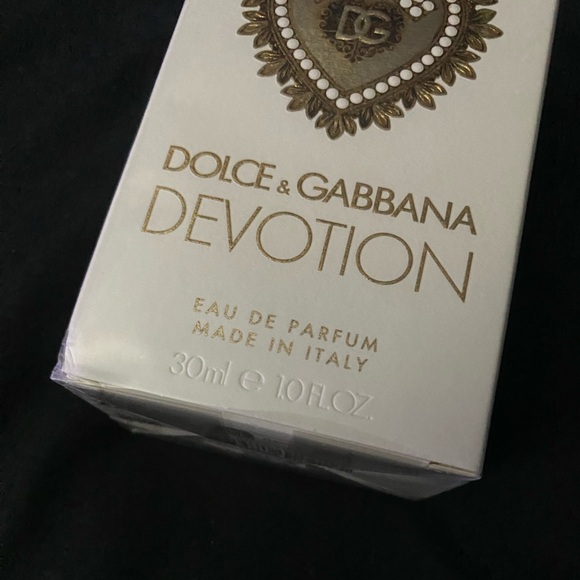 DG
DOLCE & GABBANA
DEVOTION
EAU DE PARFUM
MADE IN ITALY
30ml ℮ 1.0 FL.OZ.